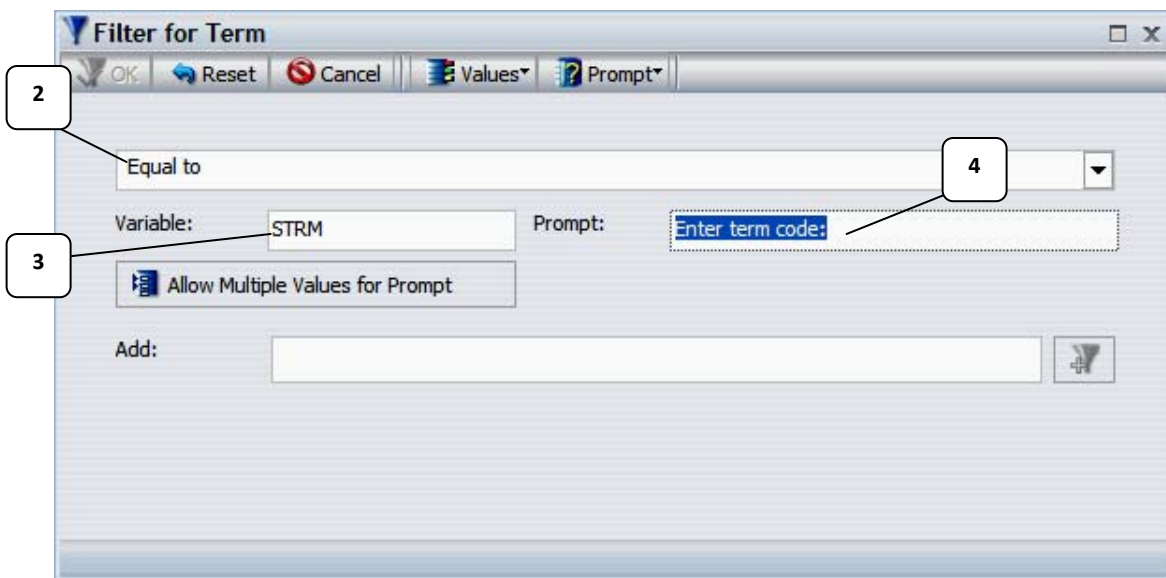 Filter for Term
OK Reset Cancel Values Prompt
2
Equal to
4
Variable: STRM Prompt: Enter term code:
3
Allow Multiple Values for Prompt
Add: